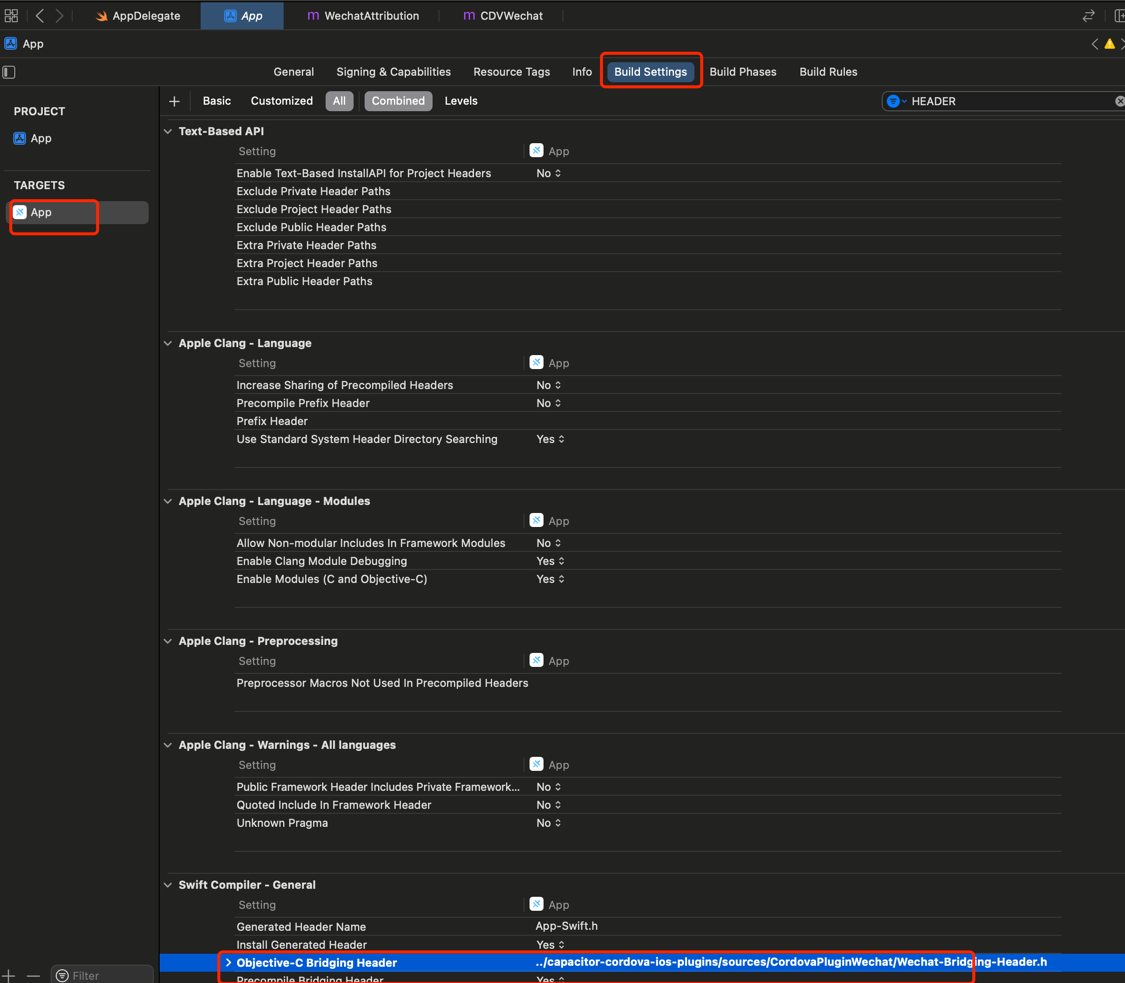 AppDelegate App WechatAttribution CDVWechat
App
General Signing & Capabilities Resource Tags Info Build Settings Build Phases Build Rules
PROJECT
App
TARGETS
App
Basic Customized All Combined Levels HEADER
Text-Based API
Setting App
Enable Text-Based InstallAPI for Project Headers No
Exclude Private Header Paths
Exclude Project Header Paths
Exclude Public Header Paths
Extra Private Header Paths
Extra Project Header Paths
Extra Public Header Paths
Apple Clang - Language
Setting App
Increase Sharing of Precompiled Headers No
Precompile Prefix Header No
Prefix Header
Use Standard System Header Directory Searching Yes
Apple Clang - Language - Modules
Setting App
Allow Non-modular Includes In Framework Modules No
Enable Clang Module Debugging Yes
Enable Modules (C and Objective-C) Yes
Apple Clang - Preprocessing
Setting App
Preprocessor Macros Not Used In Precompiled Headers
Apple Clang - Warnings - All languages
Setting App
Public Framework Header Includes Private Framework... No
Quoted Include In Framework Header No
Unknown Pragma No
Swift Compiler - General
Setting App
Generated Header Name App-Swift.h
Install Generated Header Yes
Objective-C Bridging Header ../capacitor-cordova-ios-plugins/sources/CordovaPluginWechat/Wechat-Bridging-Header.h
Precompile Bridging Header Yes
Filter